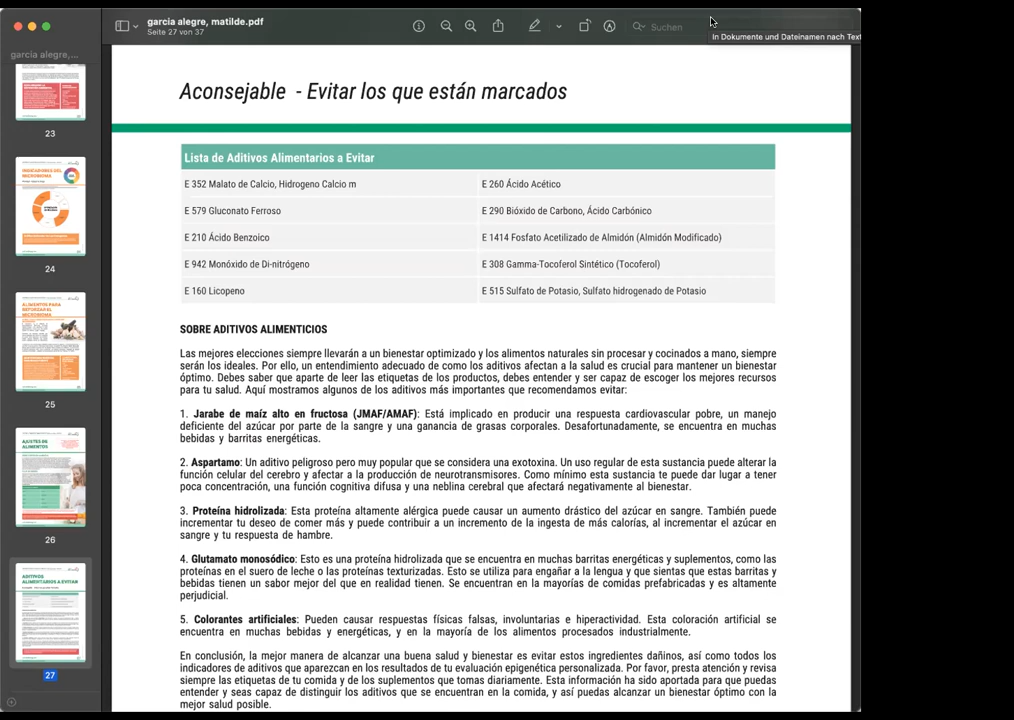 garcia alegre, matilde.pdf
Seite 27 von 37
Suchen
In Dokumente und Dateinamen nach Text
garcia alegre,...
23
24
25
26
27
Aconsejable - Evitar los que están marcados
Lista de Aditivos Alimentarios a Evitar
E 352 Malato de Calcio, Hidrogeno Calcio m
E 260 Ácido Acético
E 579 Gluconato Ferroso
E 290 Bióxido de Carbono, Ácido Carbónico
E 210 Ácido Benzoico
E 1414 Fosfato Acetilizado de Almidón (Almidón Modificado)
E 942 Monóxido de Di-nitrógeno
E 308 Gamma-Tocoferol Sintético (Tocoferol)
E 160 Licopeno
E 515 Sulfato de Potasio, Sulfato hidrogenado de Potasio
SOBRE ADITIVOS ALIMENTICIOS
Las mejores elecciones siempre llevarán a un bienestar optimizado y los alimentos naturales sin procesar y cocinados a mano, siempre
serán los ideales. Por ello, un entendimiento adecuado de como los aditivos afectan a la salud es crucial para mantener un bienestar
óptimo. Debes saber que aparte de leer las etiquetas de los productos, debes entender y ser capaz de escoger los mejores recursos
para tu salud. Aquí mostramos algunos de los aditivos más importantes que recomendamos evitar:
1. Jarabe de maíz alto en fructosa (JMAF/AMAF): Está implicado en producir una respuesta cardiovascular pobre, un manejo
deficiente del azúcar por parte de la sangre y una ganancia de grasas corporales. Desafortunadamente, se encuentra en muchas
bebidas y barritas energéticas.
2. Aspartamo: Un aditivo peligroso pero muy popular que se considera una exotoxina. Un uso regular de esta sustancia puede alterar la
función celular del cerebro y afectar a la producción de neurotransmisores. Como mínimo esta sustancia te puede dar lugar a tener
poca concentración, una función cognitiva difusa y una neblina cerebral que afectará negativamente al bienestar.
3. Proteína hidrolizada: Esta proteína altamente alérgica puede causar un aumento drástico del azúcar en sangre. También puede
incrementar tu deseo de comer más y puede contribuir a un incremento de la ingesta de más calorías, al incrementar el azúcar en
sangre y tu respuesta de hambre.
4. Glutamato monosódico: Esto es una proteína hidrolizada que se encuentra en muchas barritas energéticas y suplementos, como las
proteínas en el suero de leche o las proteínas texturizadas. Esto se utiliza para engañar a la lengua y que sientas que estas barritas y
bebidas tienen un sabor mejor del que en realidad tienen. Se encuentran en la mayorías de comidas prefabricadas y es altamente
perjudicial.
5. Colorantes artificiales: Pueden causar respuestas físicas falsas, involuntarias e hiperactividad. Esta coloración artificial se
encuentra en muchas bebidas y energéticas, y en la mayoría de los alimentos procesados industrialmente.
En conclusión, la mejor manera de alcanzar una buena salud y bienestar es evitar estos ingredientes dañinos, así como todos los
indicadores de aditivos que aparezcan en los resultados de tu evaluación epigenética personalizada. Por favor, presta atención y revisa
siempre las etiquetas de tu comida y de los suplementos que tomas diariamente. Esta información ha sido aportada para que puedas
entender y seas capaz de distinguir los aditivos que se encuentran en la comida, y así puedas alcanzar un bienestar óptimo con la
mejor salud posible.